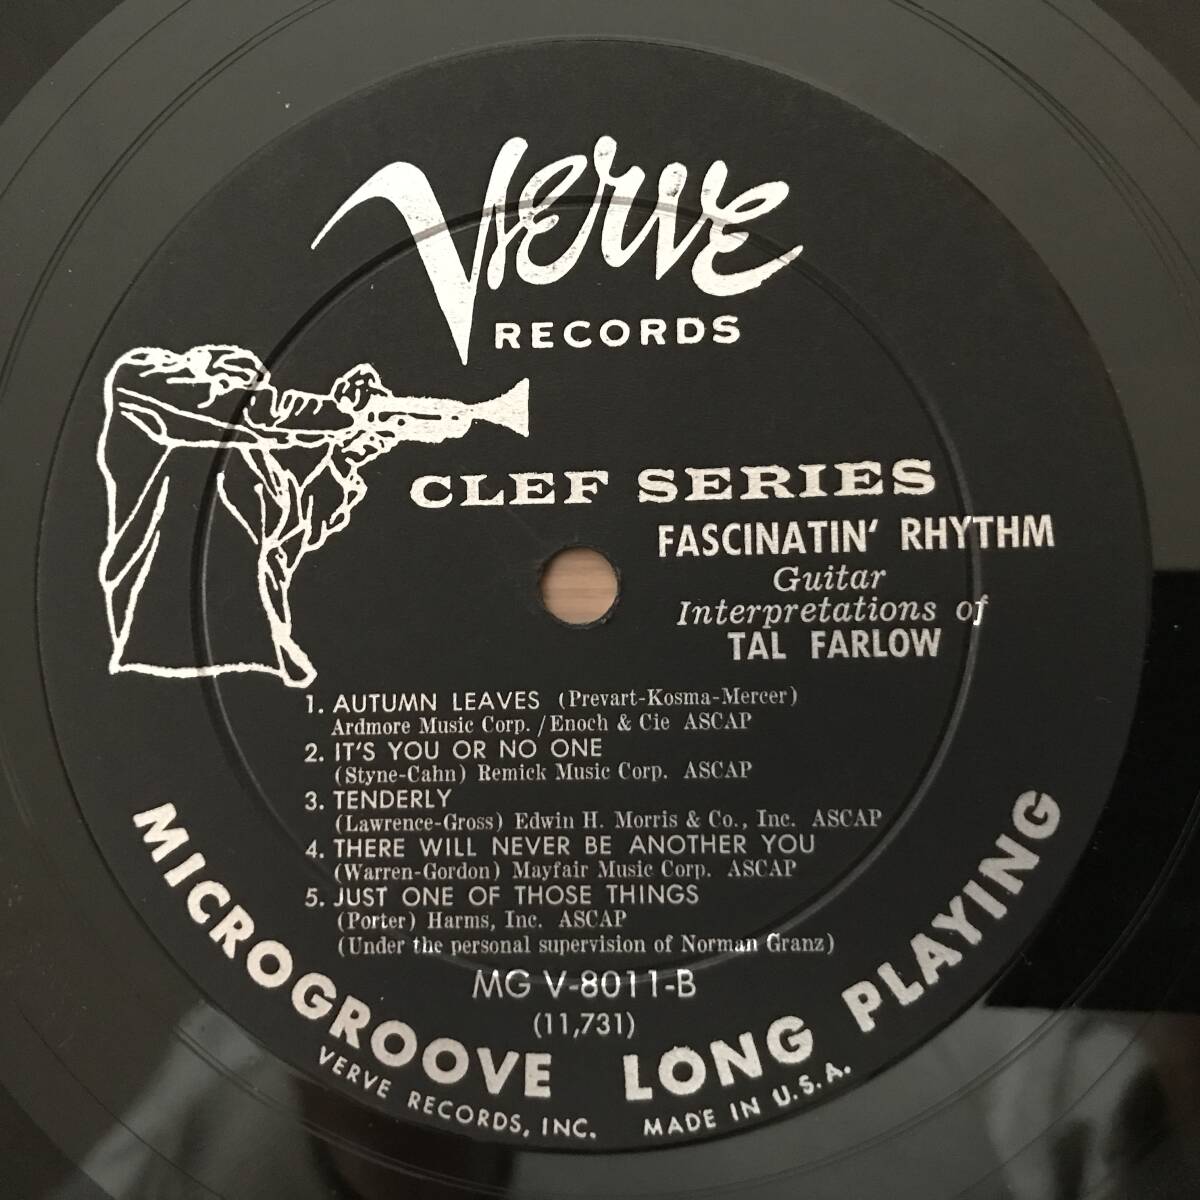 Verve
RECORDS
CLEF SERIES
FASCINATIN' RHYTHM
Guitar
Interpretations of
TAL FARLOW
1. AUTUMN LEAVES (Prevart-Kosma-Mercer)
Ardmore Music Corp. /Enoch & Cie ASCAP
2. IT'S YOU OR NO ONE
(Styne-Cahn) Remick Music Corp. ASCAP
3. TENDERLY
(Lawrence-Gross) Edwin H. Morris & Co., Inc. ASCAP
4. THERE WILL NEVER BE ANOTHER YOU
(Warren-Gordon) Mayfair Music Corp. ASCAP
5. JUST ONE OF THOSE THINGS
(Porter) Harms, Inc. ASCAP
(Under the personal supervision of Norman Granz)
MG V-8011-B
(11,731)
MICROGROOVE LONG PLAYING
VERVE RECORDS, INC. MADE IN U.S.A.